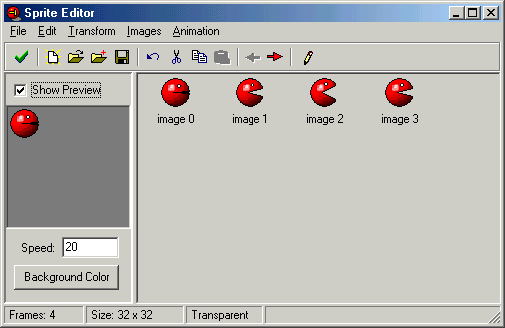 Sprite Editor
File Edit Transform Images Animation
Show Preview
image 0 image 1 image 2 image 3
Speed: 20
Background Color
Frames: 4 Size: 32 x 32 Transparent